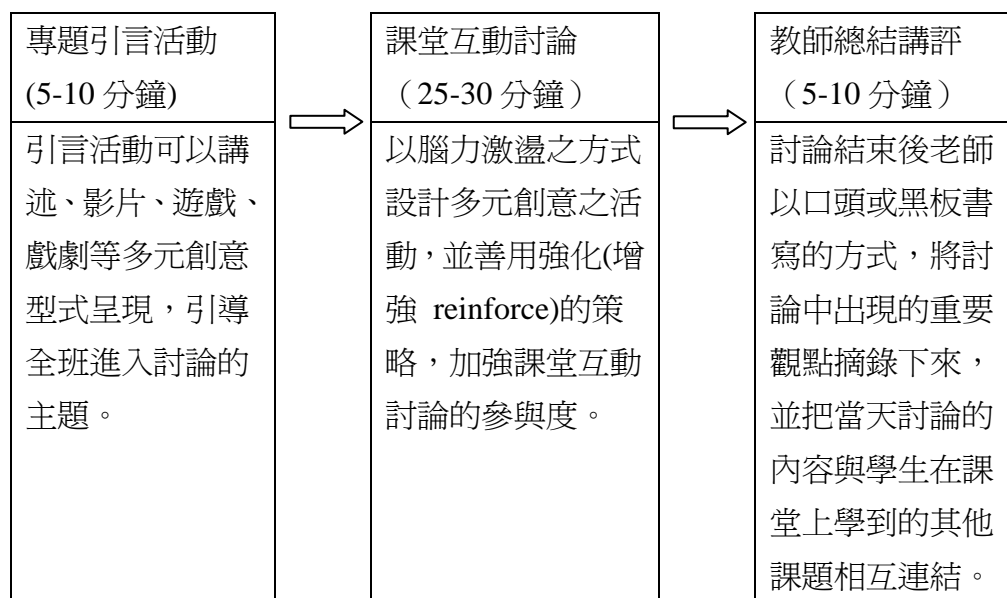 專題引言活動
(5-10 分鐘)
引言活動可以講
述、影片、遊戲、
戲劇等多元創意
型式呈現，引導
全班進入討論的
主題。
課堂互動討論
（25-30 分鐘）
以腦力激盪之方式
設計多元創意之活
動，並善用強化(增
強 reinforce)的策
略，加強課堂互動
討論的參與度。
教師總結講評
（5-10 分鐘）
討論結束後老師
以口頭或黑板書
寫的方式，將討
論中出現的重要
觀點摘錄下來，
並把當天討論的
內容與學生在課
堂上學到的其他
課題相互連結。